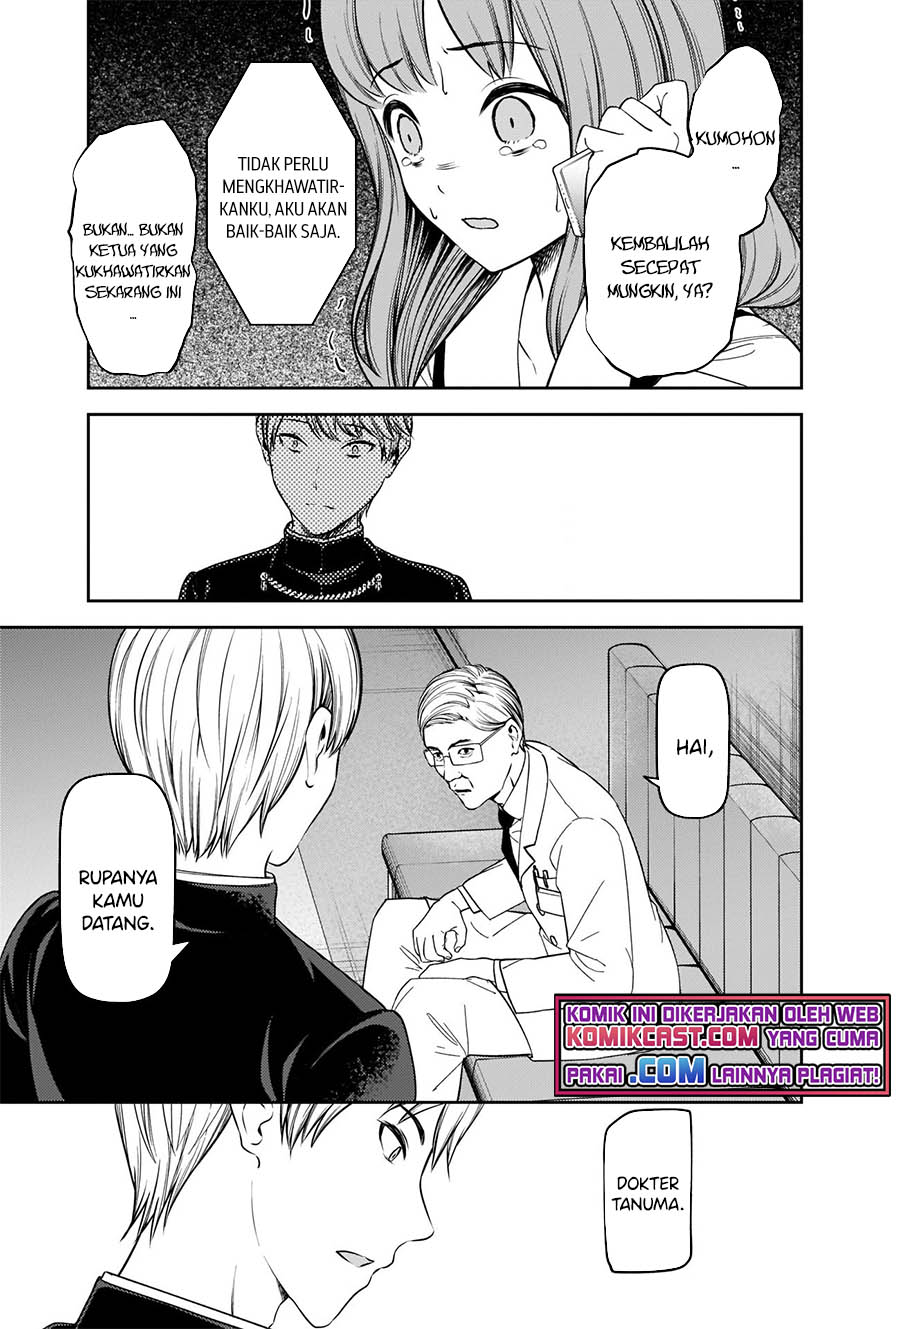 KUMOHON
...
KEMBALILAH
SECEPAT
MUNGKIN, YA?
TIDAK PERLU
MENGKHAWATIR-
KANKU, AKU AKAN
BAIK-BAIK SAJA.
BUKAN... BUKAN
KETUA YANG
KUKHAWATIRKAN
SEKARANG INI
...
HAI,
RUPANYA
KAMU
DATANG.
KOMIK INI DIKERJAKAN OLEH WEB
KOMIKCAST.COM YANG CUMA
PAKAI .COM LAINNYA PLAGIAT!
DOKTER
TANUMA.